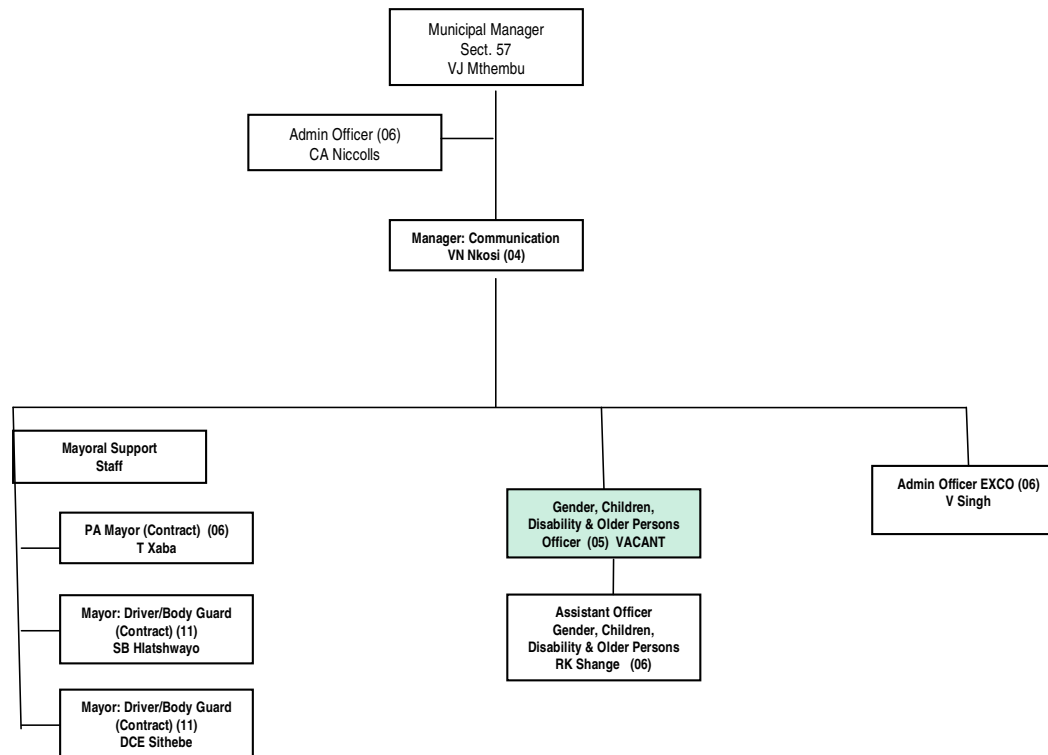 Municipal Manager
Sect. 57
VJ Mthembu
Admin Officer (06)
CA Niccolls
Manager: Communication
VN Nkosi (04)
Mayoral Support
Staff
PA Mayor (Contract) (06)
T Xaba
Mayor: Driver/Body Guard
(Contract) (11)
SB Hlatshwayo
Mayor: Driver/Body Guard
(Contract) (11)
DCE Sithebe
Gender, Children,
Disability & Older Persons
Officer (05) VACANT
Assistant Officer
Gender, Children,
Disability & Older Persons
RK Shange (06)
Admin Officer EXCO (06)
V Singh